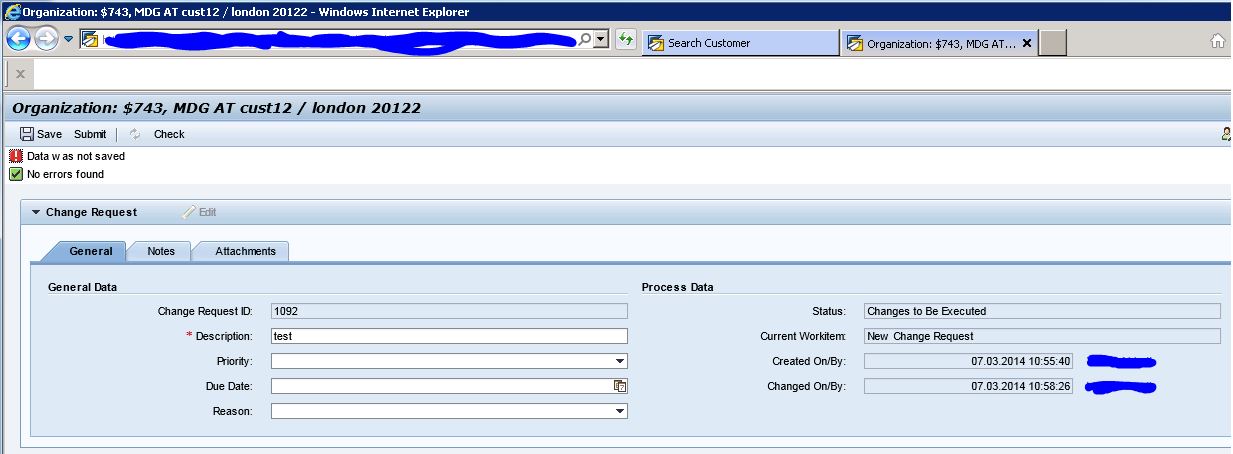 Organization: $743, MDG AT cust12 / london 20122 - Windows Internet Explorer
Search Customer
Organization: $743, MDG AT...
Organization: $743, MDG AT cust12 / london 20122
Save Submit Check
Data was not saved
No errors found
Change Request Edit
General Notes Attachments
General Data Process Data
Change Request ID: 1092 Status: Changes to Be Executed
* Description: test Current Workitem: New Change Request
Priority: Created On/By: 07.03.2014 10:55:40
Due Date: Changed On/By: 07.03.2014 10:58:26
Reason: